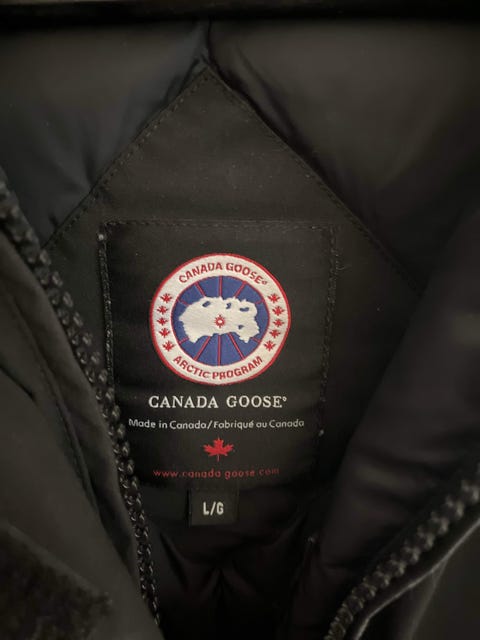 CANADA GOOSE®
ARCTIC PROGRAM
CANADA GOOSE®
Made in Canada/Fabriqué au Canada
www.canada goose.com
L/G